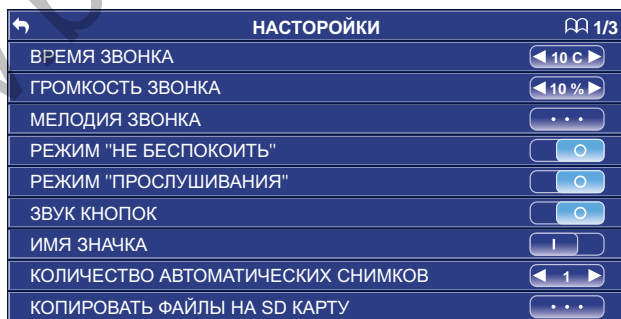 НАСТОРОЙКИ 1/3
ВРЕМЯ ЗВОНКА 10 С
ГРОМКОСТЬ ЗВОНКА 10 %
МЕЛОДИЯ ЗВОНКА • • •
РЕЖИМ "НЕ БЕСПОКОИТЬ"
РЕЖИМ "ПРОСЛУШИВАНИЯ"
ЗВУК КНОПОК
ИМЯ ЗНАЧКА
КОЛИЧЕСТВО АВТОМАТИЧЕСКИХ СНИМКОВ 1
КОПИРОВАТЬ ФАЙЛЫ НА SD КАРТУ • • •